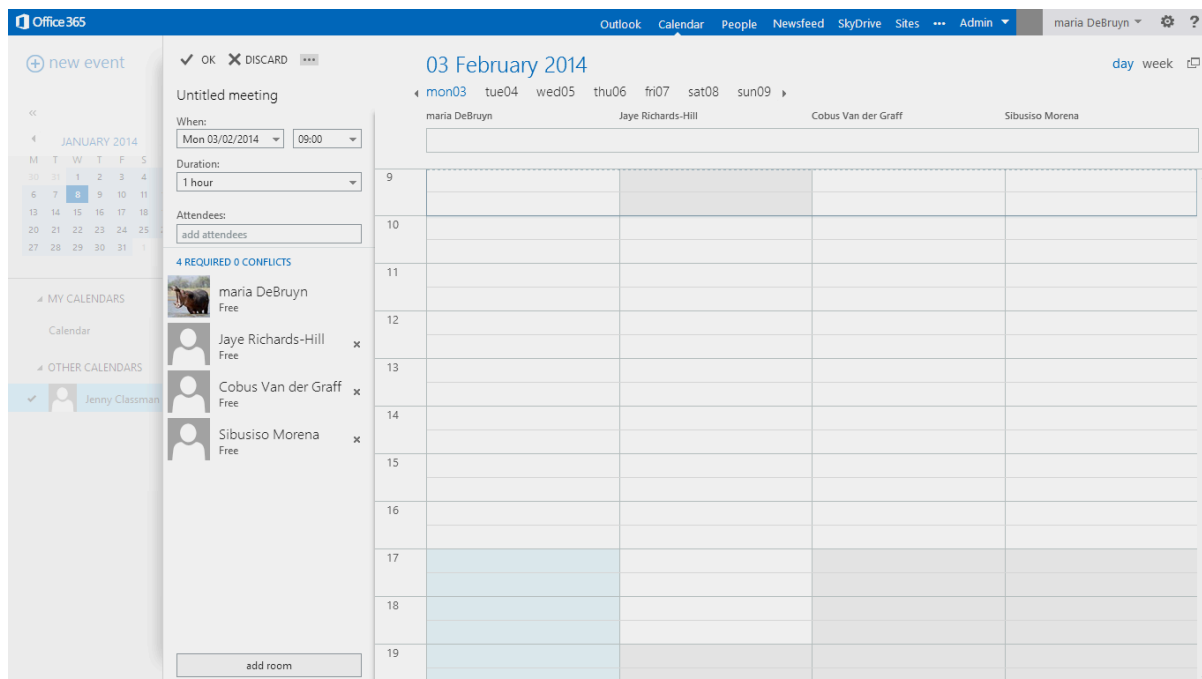 Office 365
Outlook Calendar People Newsfeed SkyDrive Sites ••• Admin maria DeBruyn ?
new event
«
JANUARY 2014
M T W T F S
30 31 1 2 3 4
6 7 8 9 10 11
13 14 15 16 17 18
20 21 22 23 24 25
27 28 29 30 31 1
MY CALENDARS
Calendar
OTHER CALENDARS
Jenny Classman
OK DISCARD •••
Untitled meeting
When:
Mon 03/02/2014 09:00
Duration:
1 hour
Attendees:
add attendees
4 REQUIRED 0 CONFLICTS
maria DeBruyn
Free
Jaye Richards-Hill
Free
Cobus Van der Graff
Free
Sibusiso Morena
Free
add room
03 February 2014
day week
mon03 tue04 wed05 thu06 fri07 sat08 sun09
maria DeBruyn Jaye Richards-Hill Cobus Van der Graff Sibusiso Morena
9
10
11
12
13
14
15
16
17
18
19